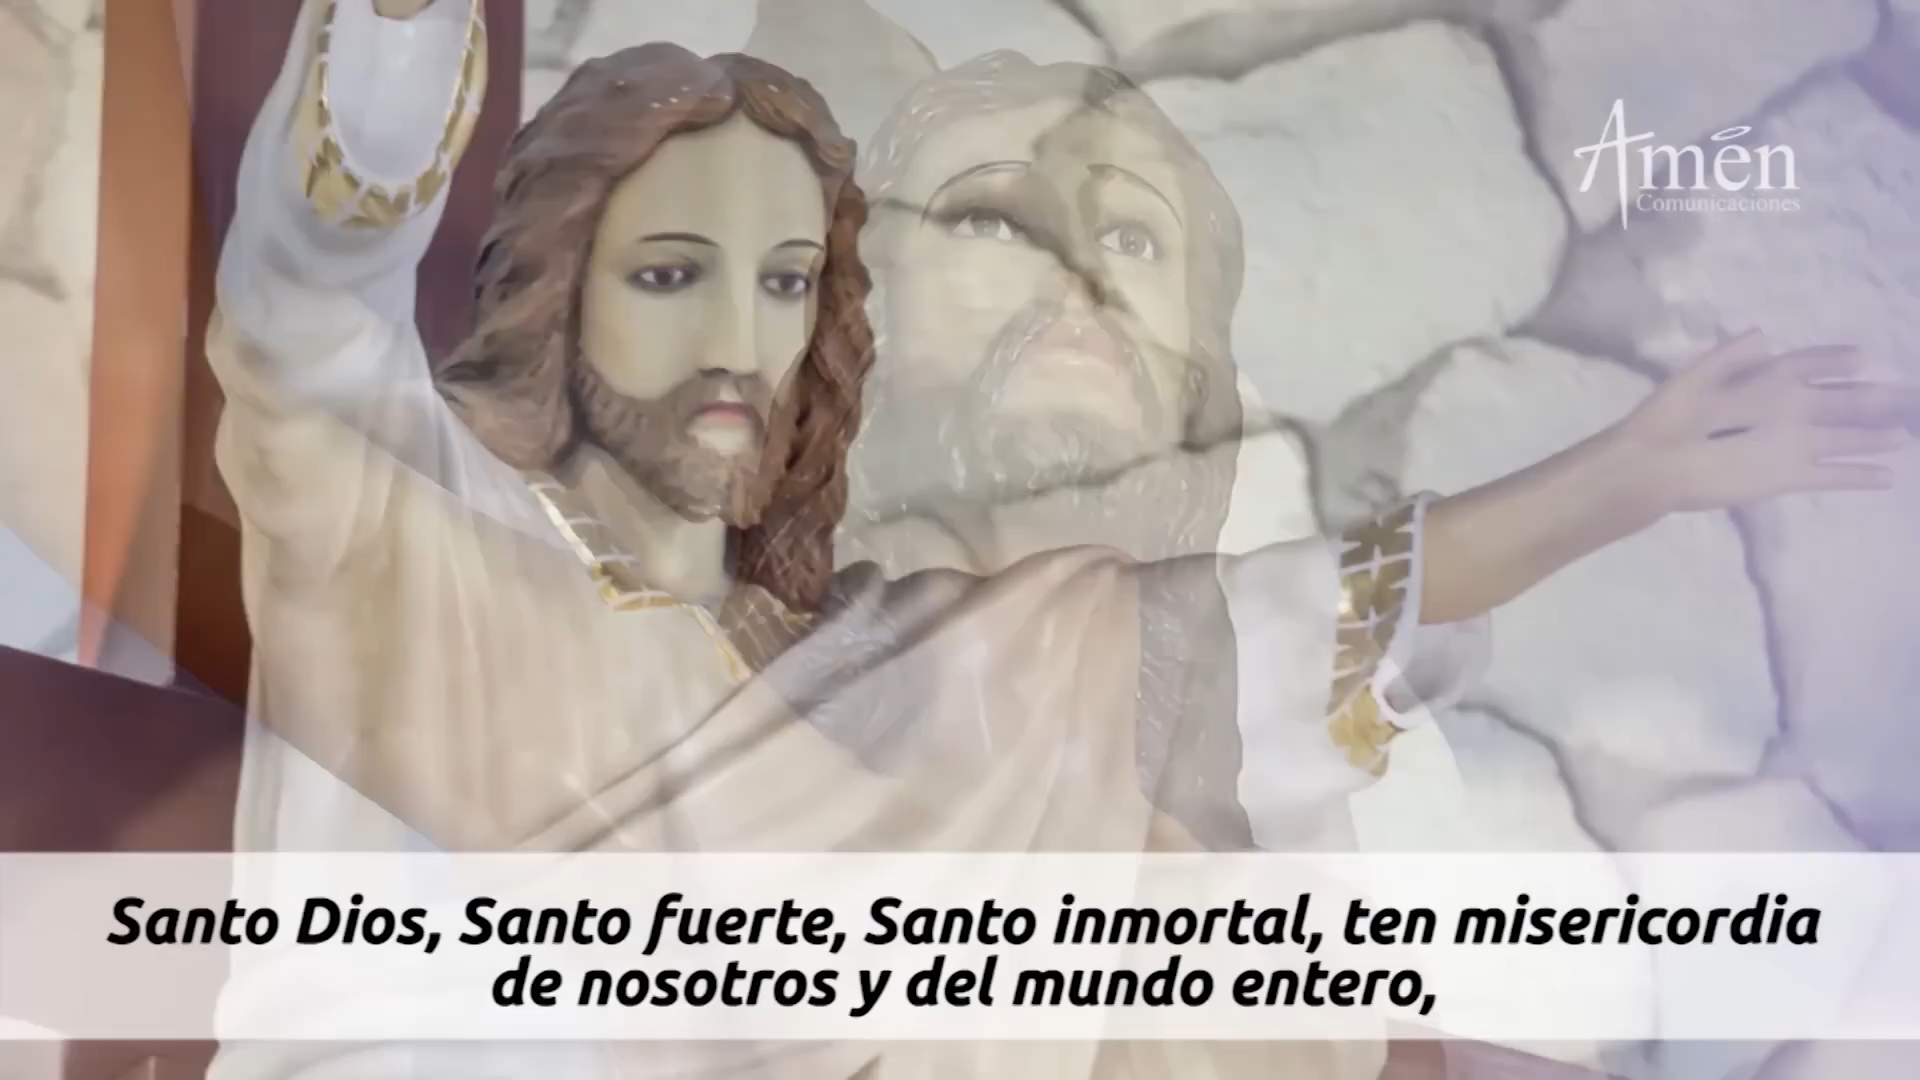 Amén
Comunicaciones
Santo Dios, Santo fuerte, Santo inmortal, ten misericordia
de nosotros y del mundo entero,